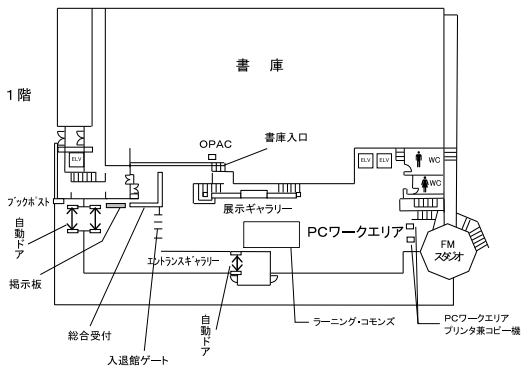 書 庫
1階
OPAC
書庫入口
ELV
ELV
ELV
WC
WC
ブックポスト
自動ドア
展示ギャラリー
PCワークエリア
FM
スタジオ
掲示板
エントランスギャラリー
自動ドア
総合受付
入退館ゲート
ラーニング・コモンズ
PCワークエリア
プリンタ兼コピー機